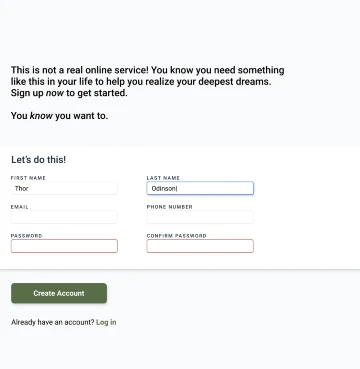 This is not a real online service! You know you need something
like this in your life to help you realize your deepest dreams.
Sign up now to get started.
You know you want to.
Let's do this!
FIRST NAME
LAST NAME
Thor
Odinson
EMAIL
PHONE NUMBER
PASSWORD
CONFIRM PASSWORD
Create Account
Already have an account? Log in